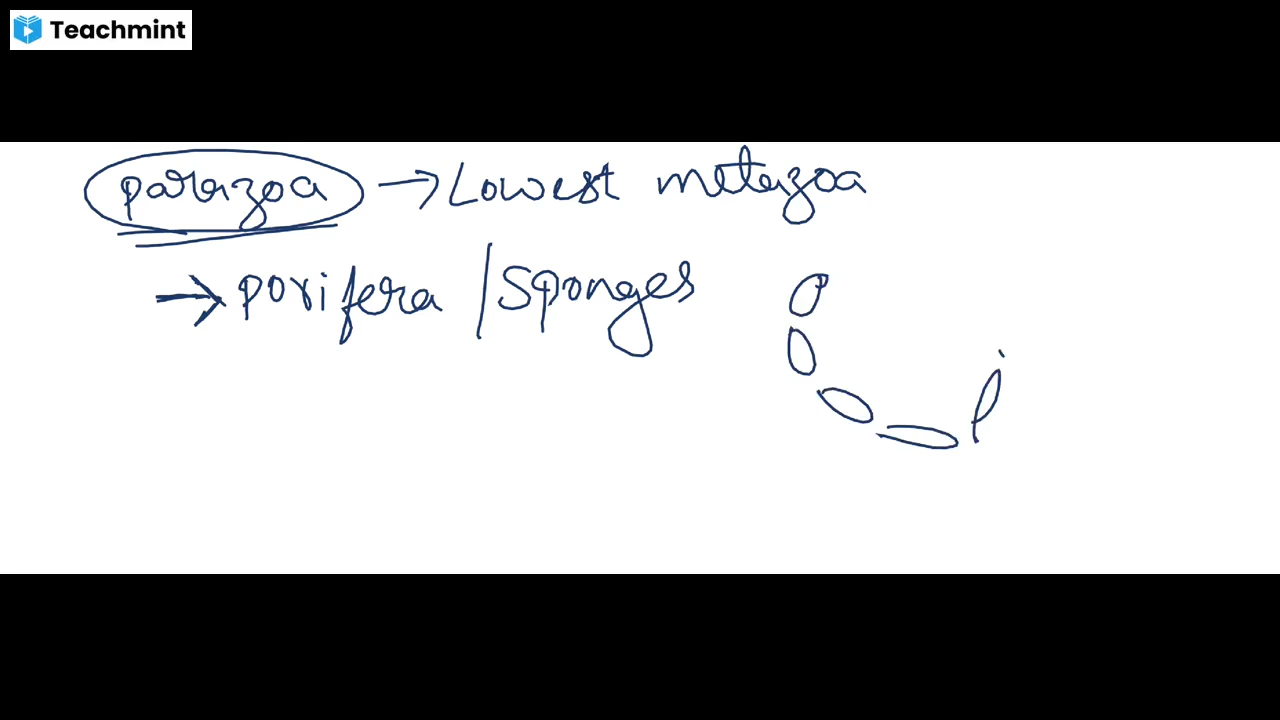 Teachmint
parazoa → Lowest metazoa
→ porifera / Sponges